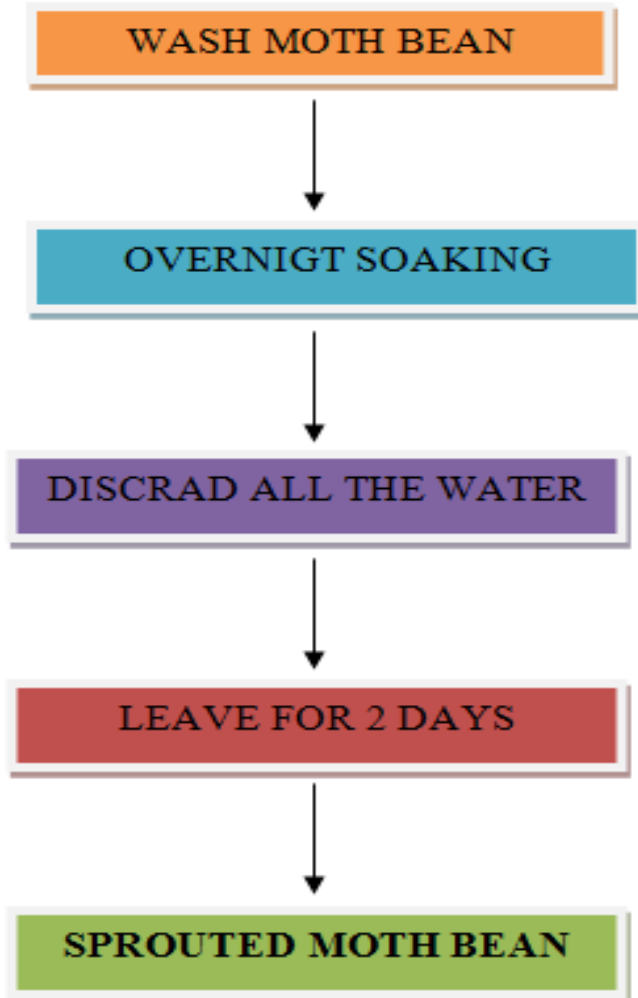 WASH MOTH BEAN
OVERNIGT SOAKING
DISCRAD ALL THE WATER
LEAVE FOR 2 DAYS
SPROUTED MOTH BEAN